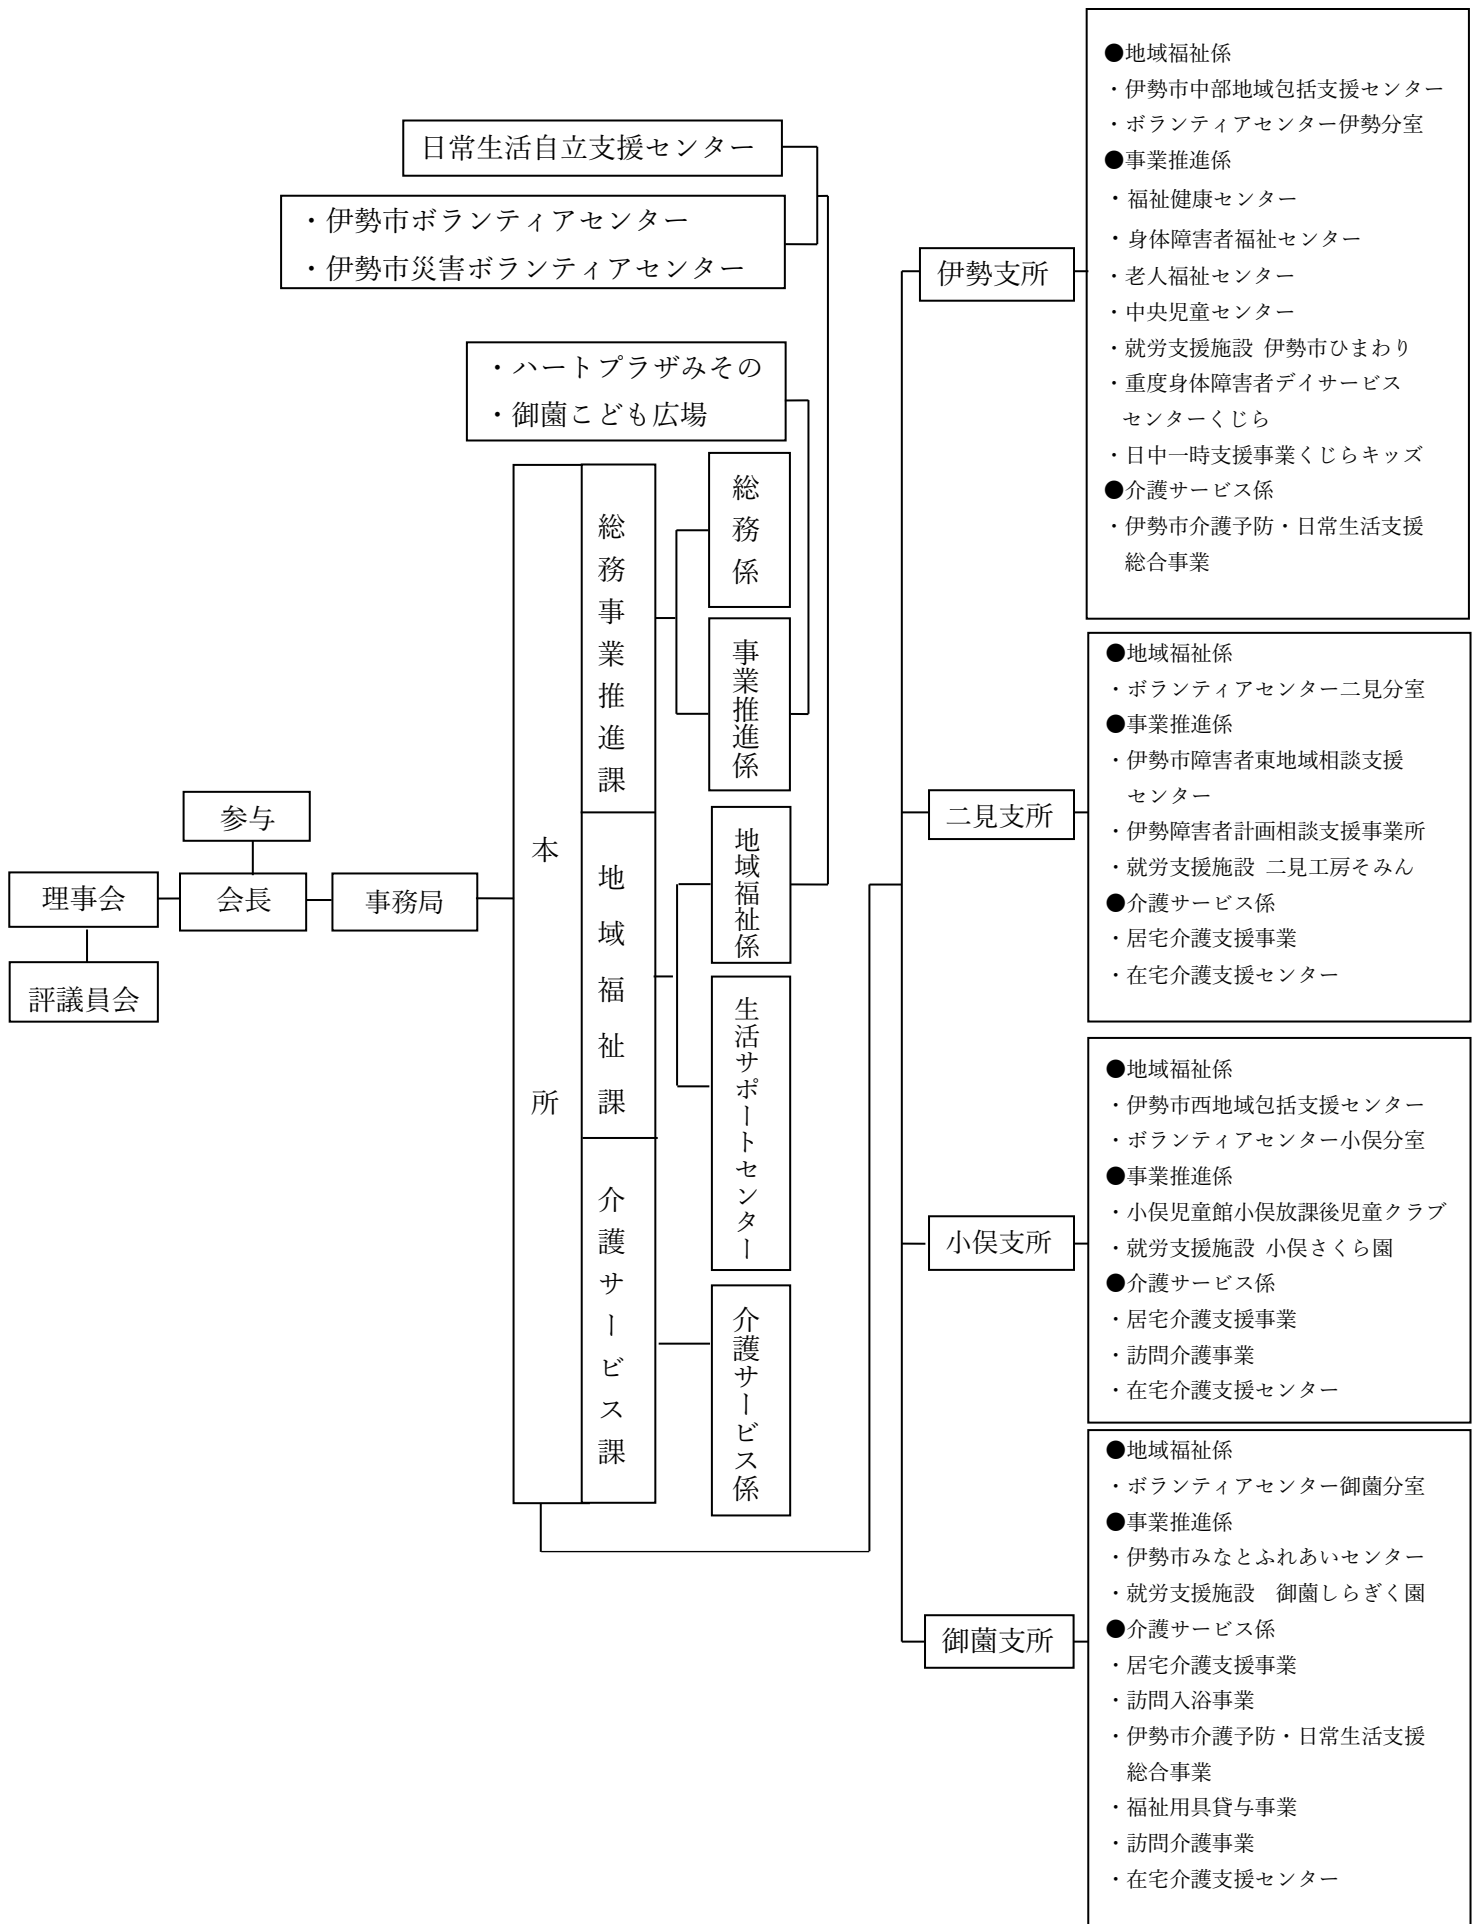 日常生活自立支援センター
・伊勢市ボランティアセンター
・伊勢市災害ボランティアセンター
・ハートプラザみその
・御薗こども広場
参与
理事会
会長
事務局
評議員会
本所
総務事業推進課
地域福祉課
介護サービス課
総務係
事業推進係
地域福祉係
生活サポートセンター
介護サービス係
伊勢支所
●地域福祉係
・伊勢市中部地域包括支援センター
・ボランティアセンター伊勢分室
●事業推進係
・福祉健康センター
・身体障害者福祉センター
・老人福祉センター
・中央児童センター
・就労支援施設 伊勢市ひまわり
・重度身体障害者デイサービス
センターくじら
・日中一時支援事業くじらキッズ
●介護サービス係
・伊勢市介護予防・日常生活支援
総合事業
二見支所
●地域福祉係
・ボランティアセンター二見分室
●事業推進係
・伊勢市障害者東地域相談支援
センター
・伊勢障害者計画相談支援事業所
・就労支援施設 二見工房そみん
●介護サービス係
・居宅介護支援事業
・在宅介護支援センター
小俣支所
●地域福祉係
・伊勢市西地域包括支援センター
・ボランティアセンター小俣分室
●事業推進係
・小俣児童館小俣放課後児童クラブ
・就労支援施設 小俣さくら園
●介護サービス係
・居宅介護支援事業
・訪問介護事業
・在宅介護支援センター
御薗支所
●地域福祉係
・ボランティアセンター御薗分室
●事業推進係
・伊勢市みなとふれあいセンター
・就労支援施設　御薗しらぎく園
●介護サービス係
・居宅介護支援事業
・訪問入浴事業
・伊勢市介護予防・日常生活支援
総合事業
・福祉用具貸与事業
・訪問介護事業
・在宅介護支援センター